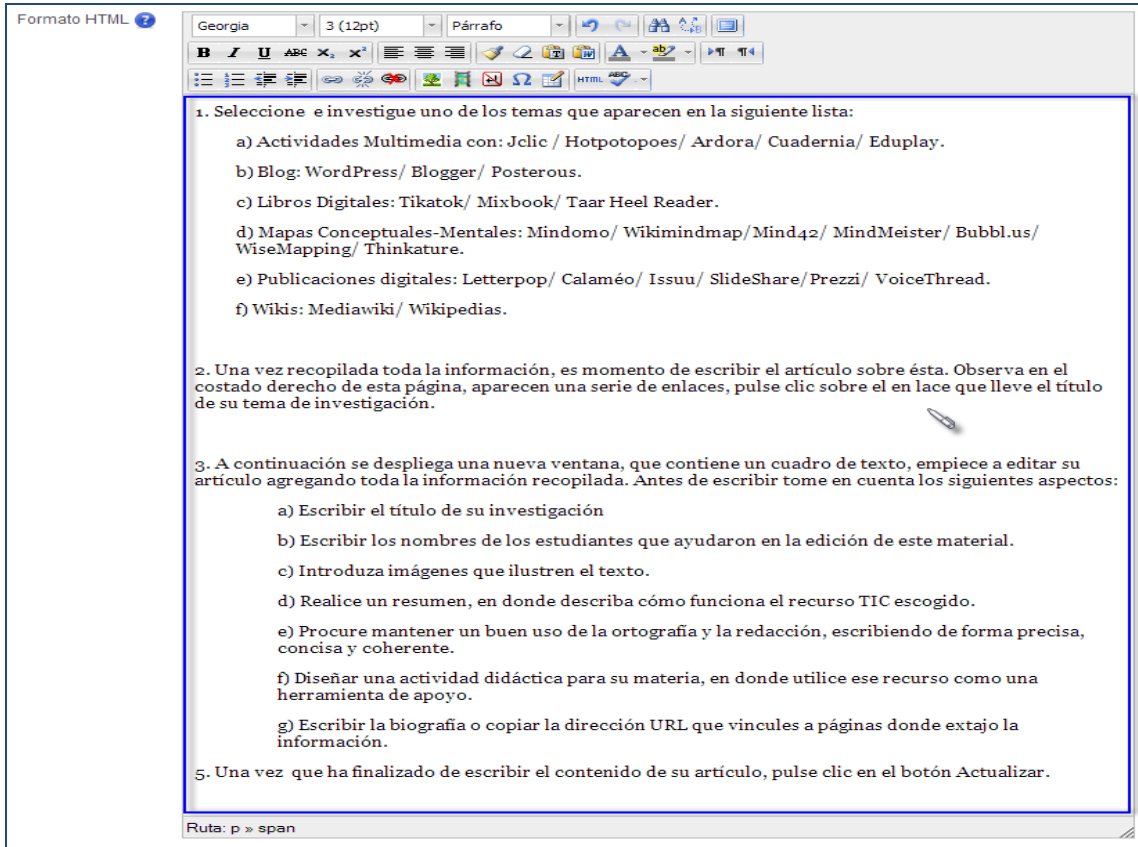 Formato HTML ?
Georgia 3 (12pt) Párrafo
B I U ABC X₂ X² T W A ab
HTML ABC
1. Seleccione e investigue uno de los temas que aparecen en la siguiente lista:
a) Actividades Multimedia con: Jclic / Hotpotopoes/ Ardora/ Cuadernia/ Eduplay.
b) Blog: WordPress/ Blogger/ Posterous.
c) Libros Digitales: Tikatok/ Mixbook/ Taar Heel Reader.
d) Mapas Conceptuales-Mentales: Mindomo/ Wikimindmap/Mind42/ MindMeister/ Bubbl.us/
WiseMapping/ Thinkature.
e) Publicaciones digitales: Letterpop/ Calaméo/ Issuu/ SlideShare/Prezzi/ VoiceThread.
f) Wikis: Mediawiki/ Wikipedias.
2. Una vez recopilada toda la información, es momento de escribir el artículo sobre ésta. Observa en el
costado derecho de esta página, aparecen una serie de enlaces, pulse clic sobre el en lace que lleve el título
de su tema de investigación.
3. A continuación se despliega una nueva ventana, que contiene un cuadro de texto, empiece a editar su
artículo agregando toda la información recopilada. Antes de escribir tome en cuenta los siguientes aspectos:
a) Escribir el título de su investigación
b) Escribir los nombres de los estudiantes que ayudaron en la edición de este material.
c) Introduza imágenes que ilustren el texto.
d) Realice un resumen, en donde describa cómo funciona el recurso TIC escogido.
e) Procure mantener un buen uso de la ortografía y la redacción, escribiendo de forma precisa,
concisa y coherente.
f) Diseñar una actividad didáctica para su materia, en donde utilice ese recurso como una
herramienta de apoyo.
g) Escribir la biografía o copiar la dirección URL que vincules a páginas donde extajo la
información.
5. Una vez que ha finalizado de escribir el contenido de su artículo, pulse clic en el botón Actualizar.
Ruta: p » span